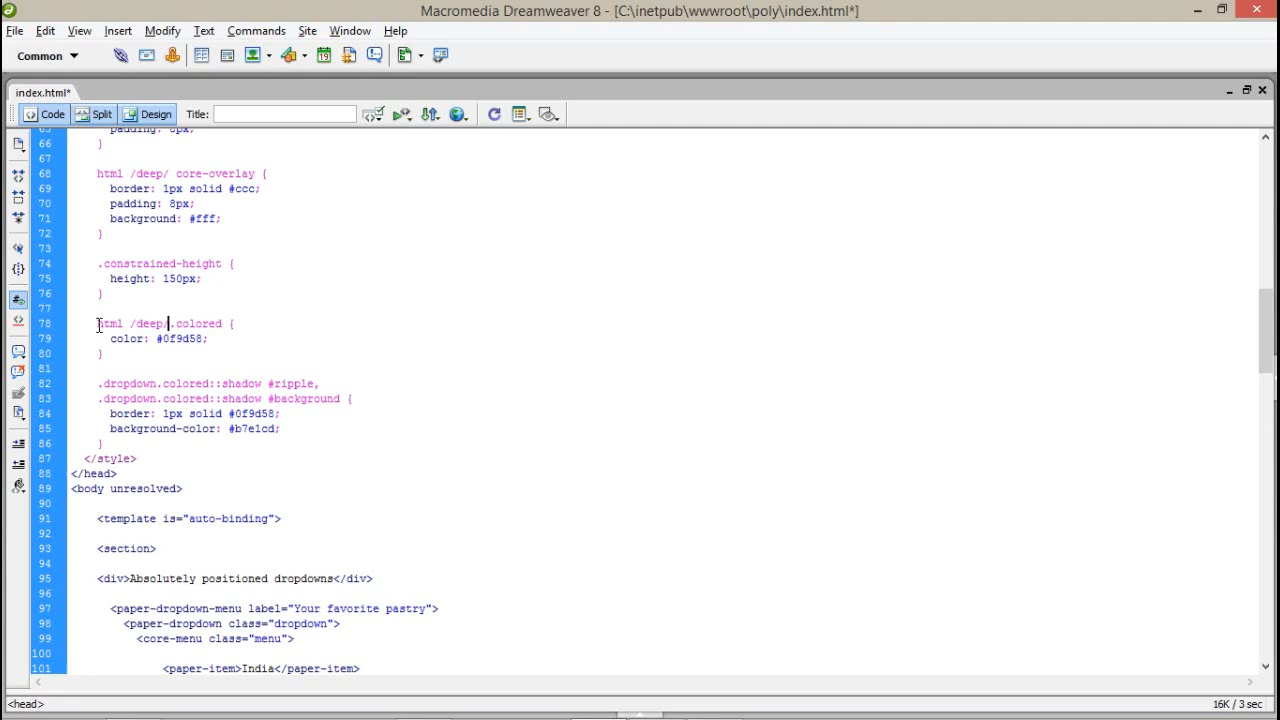 Macromedia Dreamweaver 8 - [C:\inetpub\wwwroot\poly\index.html*]
File Edit View Insert Modify Text Commands Site Window Help
Common
index.html*
Code Split Design Title:
65 padding: 8px;
66 }
67
68 html /deep/ core-overlay {
69 border: 1px solid #ccc;
70 padding: 8px;
71 background: #fff;
72 }
73
74 .constrained-height {
75 height: 150px;
76 }
77
78 html /deep/.colored {
79 color: #0f9d58;
80 }
81
82 .dropdown.colored::shadow #ripple,
83 .dropdown.colored::shadow #background {
84 border: 1px solid #0f9d58;
85 background-color: #b7e1cd;
86 }
87 </style>
88 </head>
89 <body unresolved>
90
91 <template is="auto-binding">
92
93 <section>
94
95 <div>Absolutely positioned dropdowns</div>
96
97 <paper-dropdown-menu label="Your favorite pastry">
98 <paper-dropdown class="dropdown">
99 <core-menu class="menu">
100
101 <paper-item>India</paper-item>
<head>
16K / 3 sec